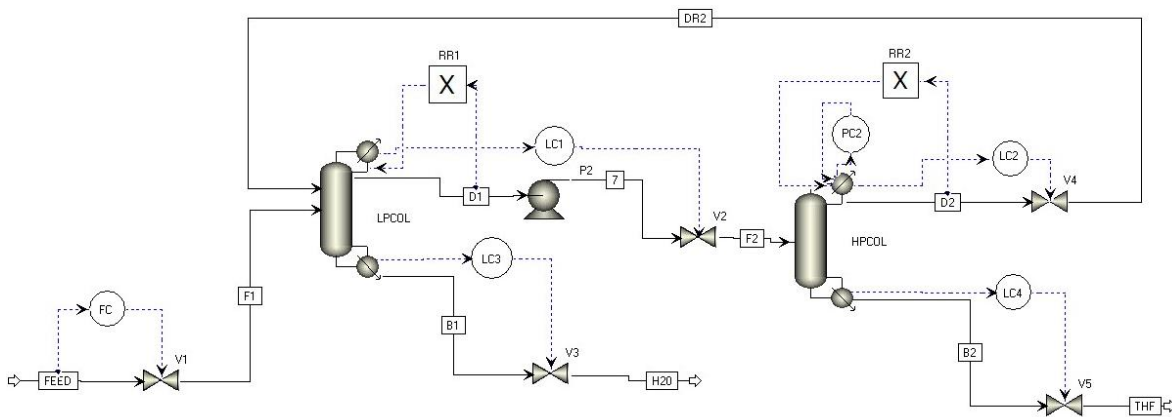 DR2
RR1
X
RR2
X
LC1
PC2
LC2
P2
7
V4
D1
D2
V2
LPCOL
F2
HPCOL
LC3
LC4
F1
FC
B1
V1
V3
B2
V5
FEED
H20
THF